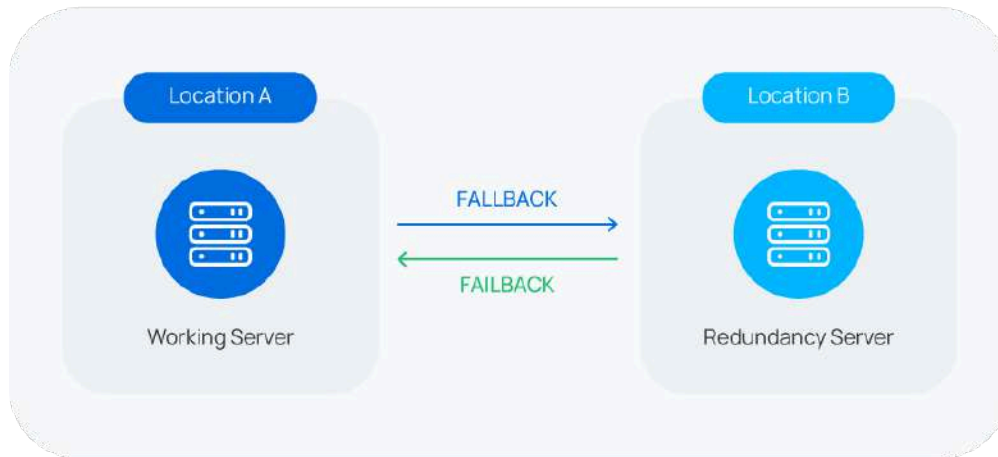 Location A
Location B
FALLBACK
FAILBACK
Working Server
Redundancy Server